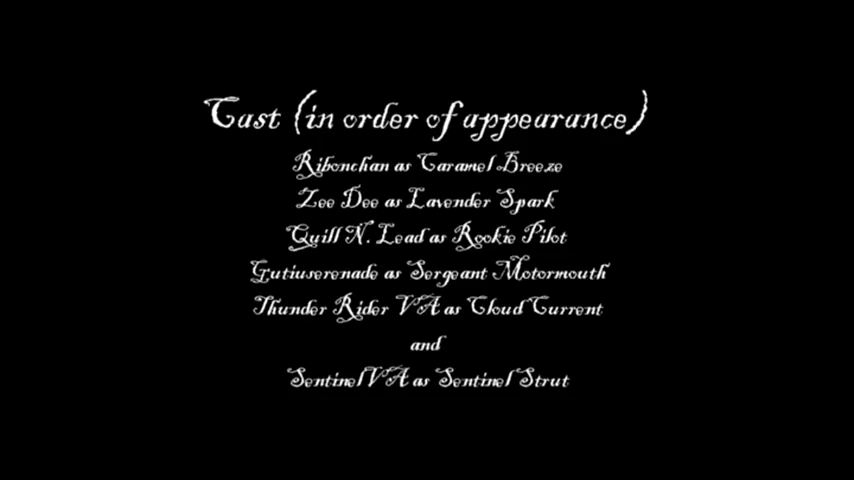 Cast (in order of appearance)
Ribonchan as Caramel Breeze
Zee Dee as Lavender Spark
Quill N. Lead as Rookie Pilot
Gutiuserenade as Sergeant Motormouth
Thunder Rider VA as Cloud Current
and
SentinelVA as Sentinel Strut